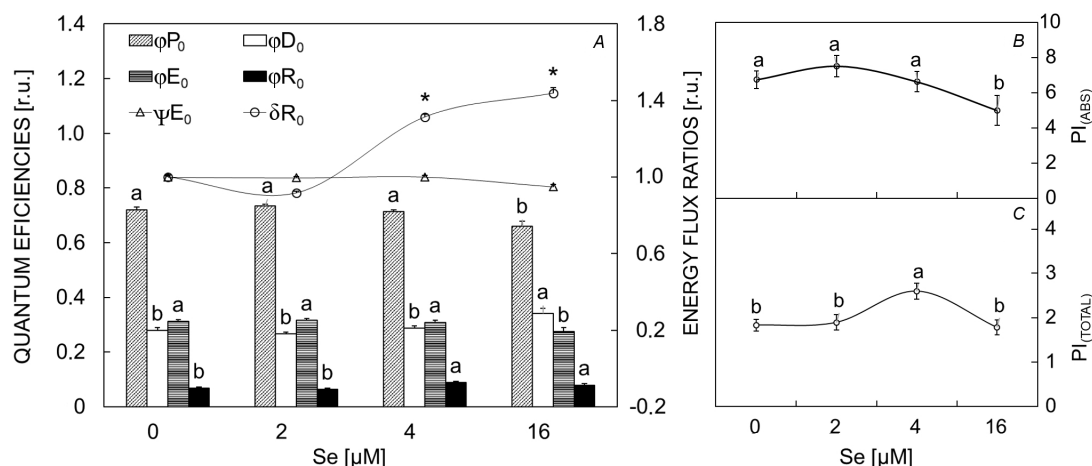 QUANTUM EFICIENCIES [r.u.]
1.4
1.2
1.0
0.8
0.6
0.4
0.2
0
A
φP₀ φD₀
φE₀ φR₀
ΨE₀ δR₀
* *
a a a b
b a b a b a a b
b b a a
0 2 4 16
Se [µM]
1.8
1.4
1.0
0.6
0.2
-0.2
ENERGY FLUX RATIOS [r.u.]
B
a a a b
10
8
6
4
2
0
PI(ABS)
C
b b a b
4
3
2
1
0
PI(TOTAL)
0 2 4 16
Se [µM]